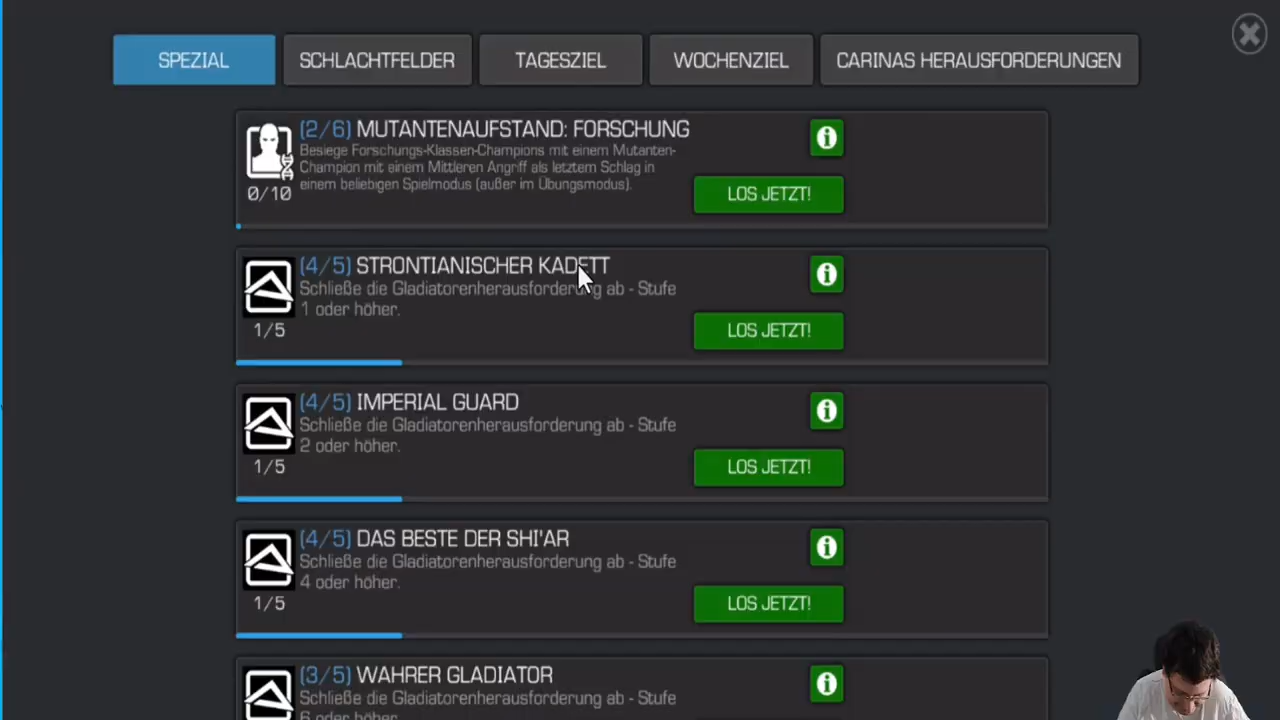 SPEZIAL
SCHLACHTFELDER
TAGESZIEL
WOCHENZIEL
CARINAS HERAUSFORDERUNGEN
(2/6) MUTANTENAUFSTAND: FORSCHUNG
Besiege Forschungs-Klassen-Champions mit einem Mutanten-
Champion mit einem Mittleren Angriff als letztem Schlag in
einem beliebigen Spielmodus (außer im Übungsmodus).
0/10
LOS JETZT!
(4/5) STRONTIANISCHER KADETT
Schließe die Gladiatorenherausforderung ab - Stufe
1 oder höher.
1/5
LOS JETZT!
(4/5) IMPERIAL GUARD
Schließe die Gladiatorenherausforderung ab - Stufe
2 oder höher.
1/5
LOS JETZT!
(4/5) DAS BESTE DER SHI'AR
Schließe die Gladiatorenherausforderung ab - Stufe
4 oder höher.
1/5
LOS JETZT!
(3/5) WAHRER GLADIATOR
Schließe die Gladiatorenherausforderung ab - Stufe
6 oder höher.